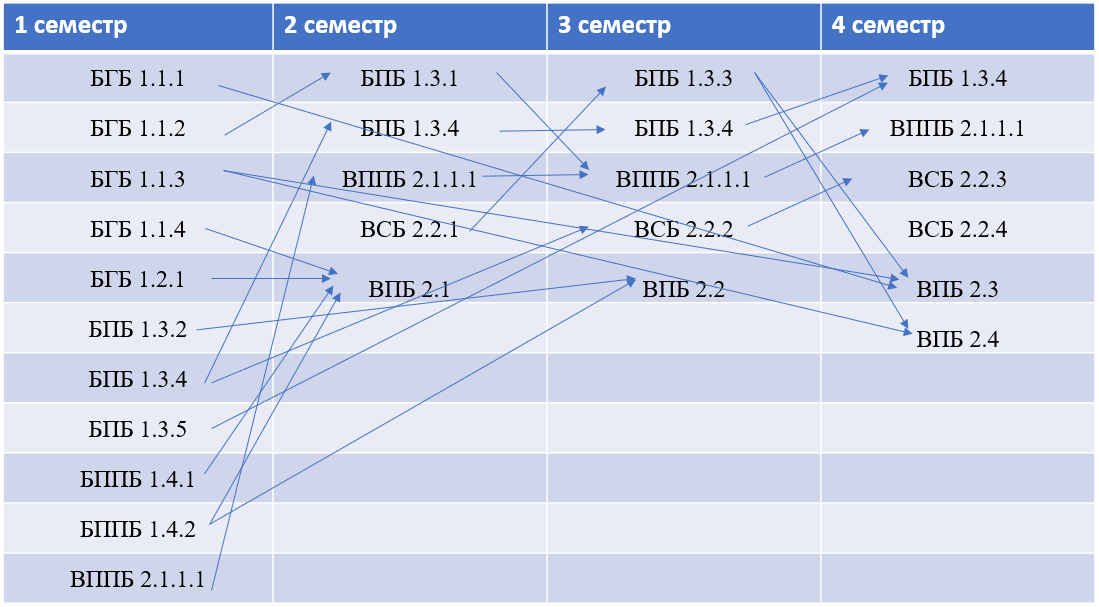 1 семестр 2 семестр 3 семестр 4 семестр
БГБ 1.1.1 БПБ 1.3.1 БПБ 1.3.3 БПБ 1.3.4
БГБ 1.1.2 БПБ 1.3.4 БПБ 1.3.4 ВППБ 2.1.1.1
БГБ 1.1.3 ВППБ 2.1.1.1 ВППБ 2.1.1.1 ВСБ 2.2.3
БГБ 1.1.4 ВСБ 2.2.1 ВСБ 2.2.2 ВСБ 2.2.4
БГБ 1.2.1 ВПБ 2.1 ВПБ 2.2 ВПБ 2.3
БПБ 1.3.2 ВПБ 2.4
БПБ 1.3.4
БПБ 1.3.5
БППБ 1.4.1
БППБ 1.4.2
ВППБ 2.1.1.1